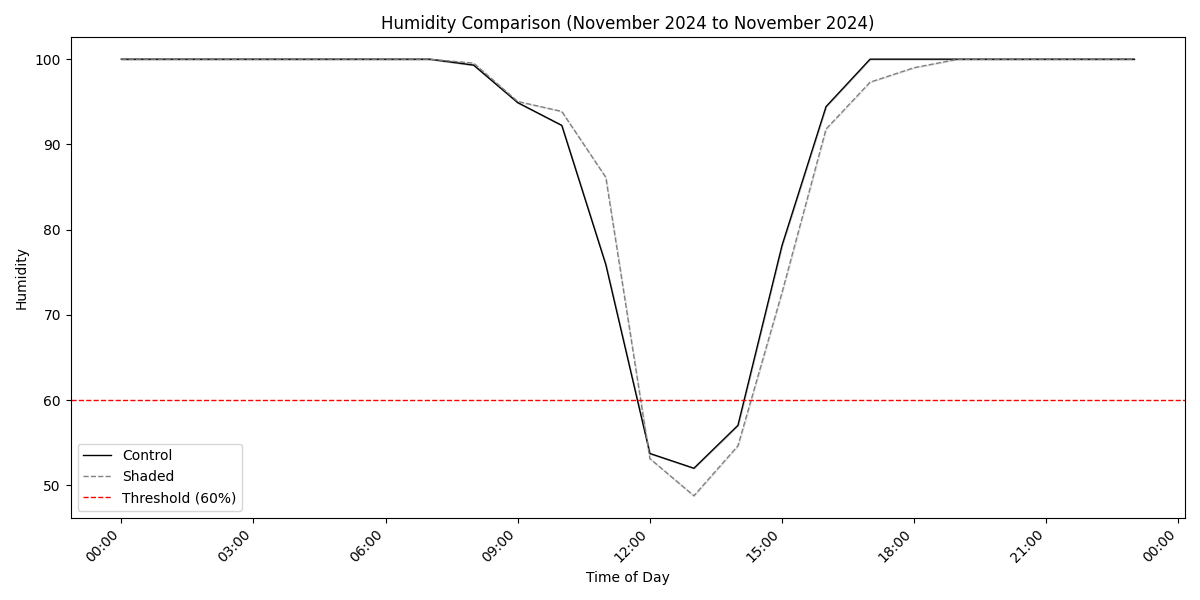 Humidity Comparison (November 2024 to November 2024)
100
90
80
70
60
50
Humidity
Control
Shaded
Threshold (60%)
00:00
03:00
06:00
09:00
12:00
15:00
18:00
21:00
00:00
Time of Day